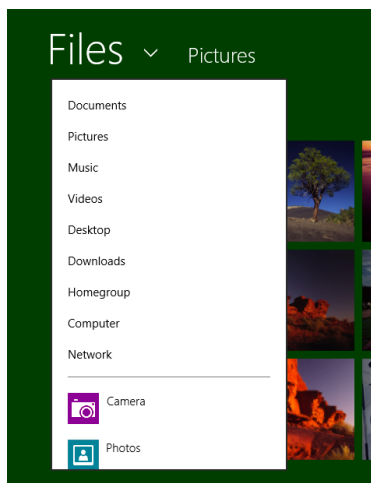 Files Pictures
Documents
Pictures
Music
Videos
Desktop
Downloads
Homegroup
Computer
Network
Camera
Photos